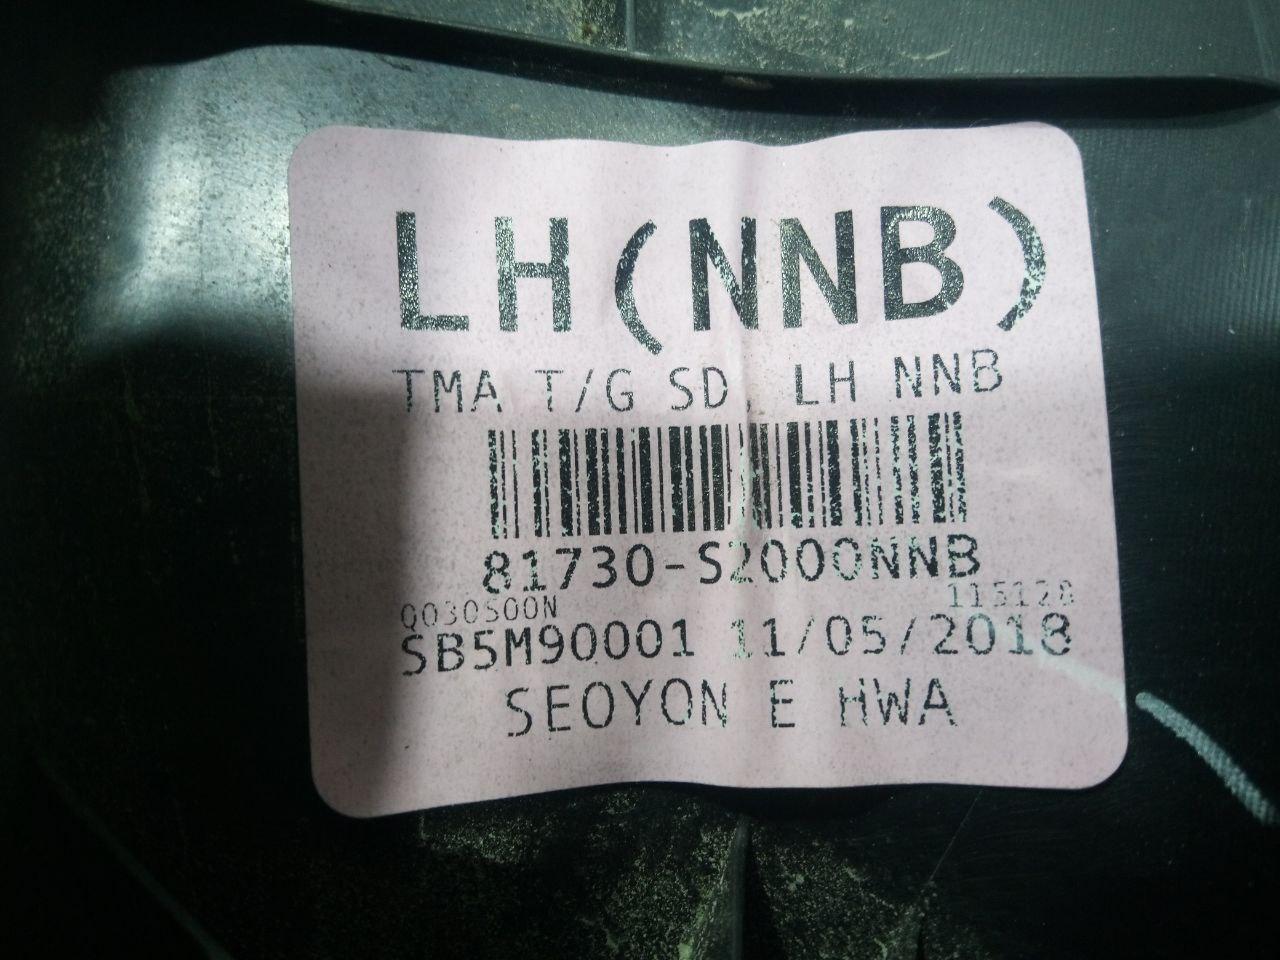 LH(NNB)
TMA T/G SD, LH NNB
81730-S2000NNB
Q030S00N 115128
SB5M90001 11/05/2018
SEOYON E HWA